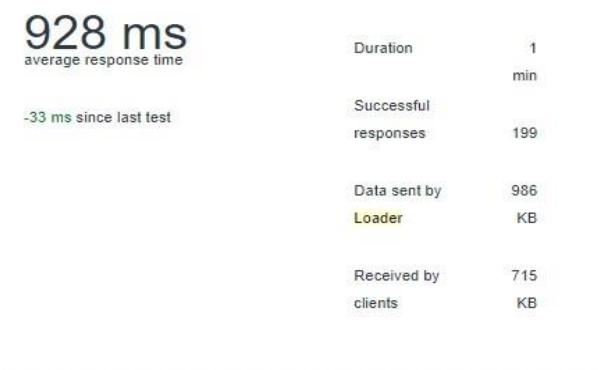 928 ms
average response time
-33 ms since last test
Duration 1
min
Successful
responses 199
Data sent by 986
Loader KB
Received by 715
clients KB